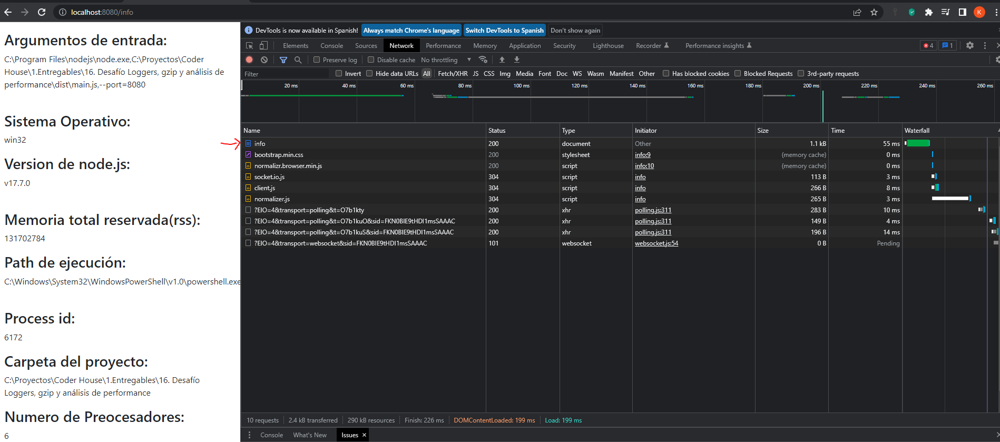 localhost:8080/info
K
Argumentos de entrada:
C:\Program Files\nodejs\node.exe,C:\Proyectos\Coder
House\1.Entregables\16. Desafío Loggers, gzip y análisis de
performance\dist\main.js,--port=8080
Sistema Operativo:
win32
Version de node.js:
v17.7.0
Memoria total reservada(rss):
131702784
Path de ejecución:
C:\Windows\System32\WindowsPowerShell\v1.0\powershell.exe
Process id:
6172
Carpeta del proyecto:
C:\Proyectos\Coder House\1.Entregables\16. Desafío
Loggers, gzip y análisis de performance
Numero de Preocesadores:
6
DevTools is now available in Spanish! Always match Chrome's language Switch DevTools to Spanish Don't show again
Elements Console Sources Network Performance Memory Application Security Lighthouse Recorder Performance insights 4 1
Preserve log Disable cache No throttling
Filter Invert Hide data URLs All Fetch/XHR JS CSS Img Media Font Doc WS Wasm Manifest Other Has blocked cookies Blocked Requests 3rd-party requests
20 ms 40 ms 60 ms 80 ms 100 ms 120 ms 140 ms 160 ms 180 ms 200 ms 220 ms 240 ms 260 ms
Name Status Type Initiator Size Time Waterfall
info 200 document Other 1.1 kB 55 ms
bootstrap.min.css 200 stylesheet info:9 (memory cache) 0 ms
normalizr.browser.min.js 200 script info:10 (memory cache) 0 ms
socket.io.js 304 script info 113 B 3 ms
client.js 304 script info 266 B 8 ms
normalizer.js 304 script info 265 B 3 ms
?EIO=4&transport=polling&t=O7b1kty 200 xhr polling.js:311 283 B 10 ms
?EIO=4&transport=polling&t=O7b1kuO&sid=FKN0BIE9tHDI1msSAAAC 200 xhr polling.js:311 149 B 4 ms
?EIO=4&transport=polling&t=O7b1kuS&sid=FKN0BIE9tHDI1msSAAAC 200 xhr polling.js:311 196 B 14 ms
?EIO=4&transport=websocket&sid=FKN0BIE9tHDI1msSAAAC 101 websocket websocket.js:54 0 B Pending
10 requests 2.4 kB transferred 290 kB resources Finish: 226 ms DOMContentLoaded: 199 ms Load: 199 ms
Console What's New Issues